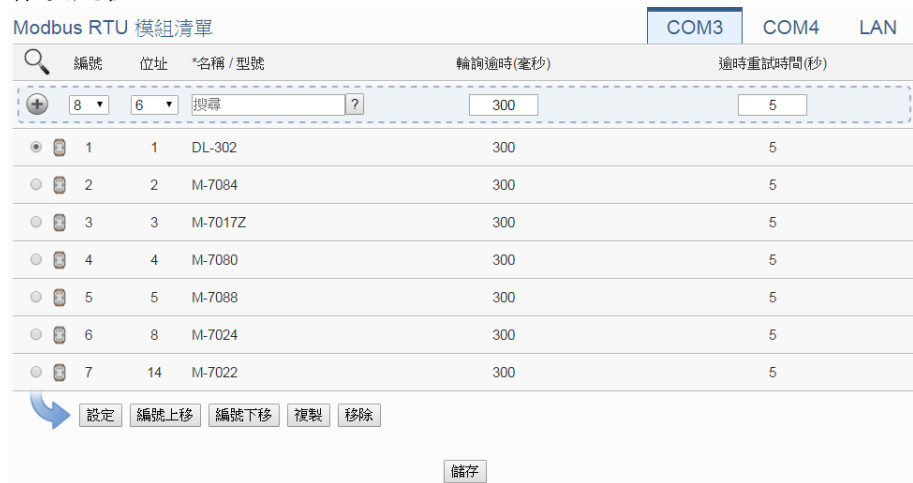 Modbus RTU 模組清單 COM3 COM4 LAN
編號 位址 *名稱 / 型號 輪詢逾時(毫秒) 逾時重試時間(秒)
8 6 搜尋 ? 300 5
1 1 DL-302 300 5
2 2 M-7084 300 5
3 3 M-7017Z 300 5
4 4 M-7080 300 5
5 5 M-7088 300 5
6 8 M-7024 300 5
7 14 M-7022 300 5
設定 編號上移 編號下移 複製 移除
儲存